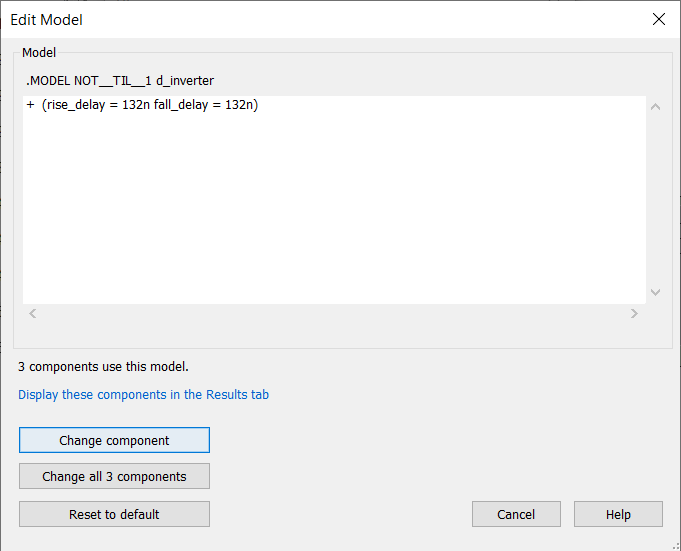 Edit Model
Model
.MODEL NOT__TIL__1 d_inverter
+ (rise_delay = 132n fall_delay = 132n)
3 components use this model.
Display these components in the Results tab
Change component
Change all 3 components
Reset to default
Cancel
Help